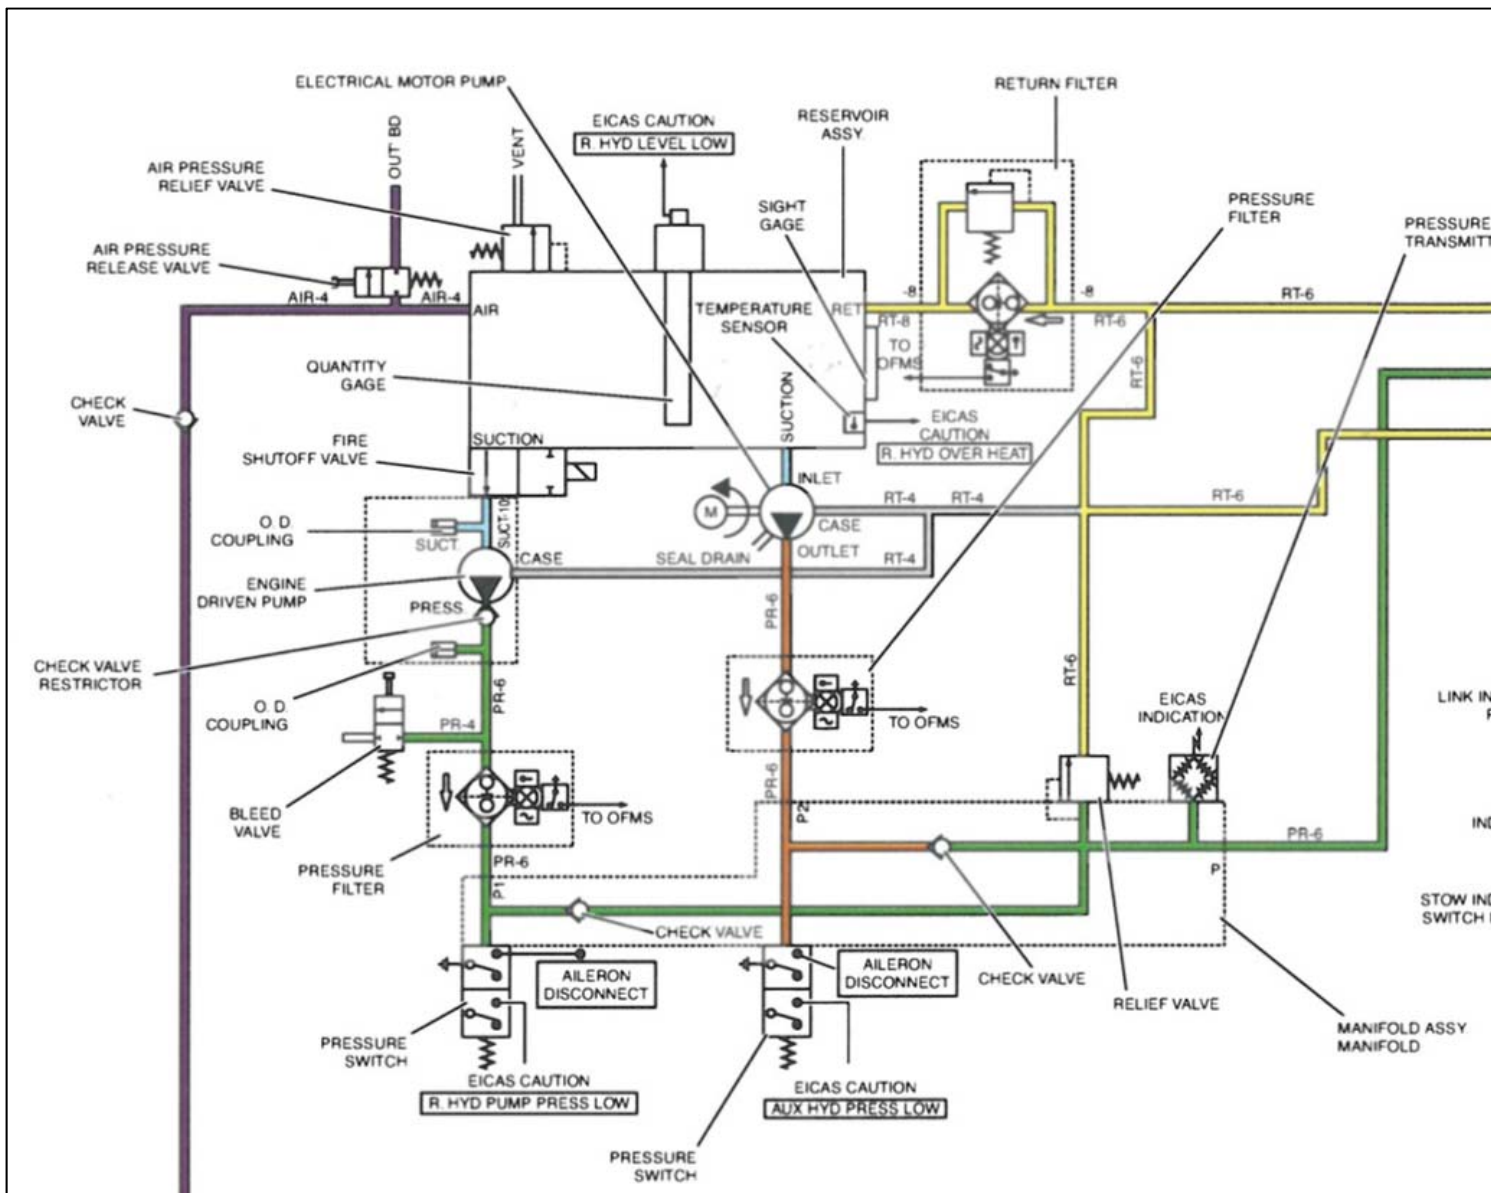 ELECTRICAL MOTOR PUMP
RETURN FILTER
EICAS CAUTION
R. HYD LEVEL LOW
RESERVOIR
ASSY
OUT BD
VENT
AIR PRESSURE
RELIEF VALVE
SIGHT
GAGE
PRESSURE
FILTER
PRESSURE
TRANSMITT
AIR PRESSURE
RELEASE VALVE
AIR-4
AIR-4
AIR
TEMPERATURE
SENSOR
RET
-8
RT-8
-8
RT-6
RT-6
TO
OFMS
RT-6
QUANTITY
GAGE
SUCTION
CHECK
VALVE
EICAS
CAUTION
R. HYD OVER HEAT
SUCTION
FIRE
SHUTOFF VALVE
INLET
RT-4
RT-4
RT-6
M
CASE
O.D.
COUPLING
SUCT.
SUCT-10
OUTLET
CASE
SEAL DRAIN
RT-4
ENGINE
DRIVEN PUMP
PRESS.
PR-6
CHECK VALVE
RESTRICTOR
RT-6
PR-6
O.D.
COUPLING
PR-4
TO OFMS
EICAS
INDICATION
LINK IN
PR-6
BLEED
VALVE
TO OFMS
P2
PR-6
IND
PRESSURE
FILTER
PR-6
P1
P
STOW IND
SWITCH
CHECK VALVE
AILERON
DISCONNECT
AILERON
DISCONNECT
CHECK VALVE
RELIEF VALVE
PRESSURE
SWITCH
MANIFOLD ASSY
MANIFOLD
EICAS CAUTION
R. HYD PUMP PRESS LOW
EICAS CAUTION
AUX HYD PRESS LOW
PRESSURE
SWITCH